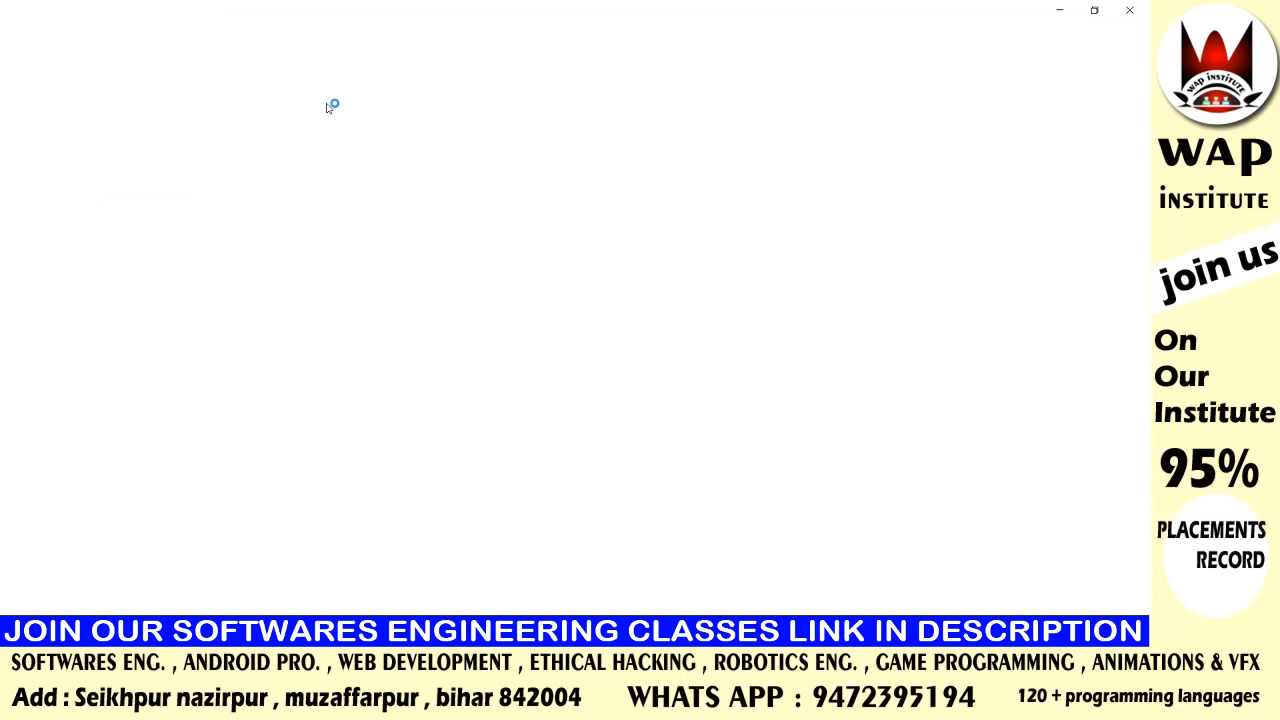 WAP INSTITUTE
WAP
INSTITUTE
join us
On
Our
Institute
95%
PLACEMENTS
RECORD
JOIN OUR SOFTWARES ENGINEERING CLASSES LINK IN DESCRIPTION
SOFTWARES ENG. , ANDROID PRO. , WEB DEVELOPMENT , ETHICAL HACKING , ROBOTICS ENG. , GAME PROGRAMMING , ANIMATIONS & VFX
Add : Seikhpur nazirpur , muzaffarpur , bihar 842004 WHATS APP : 9472395194 120 + programming languages